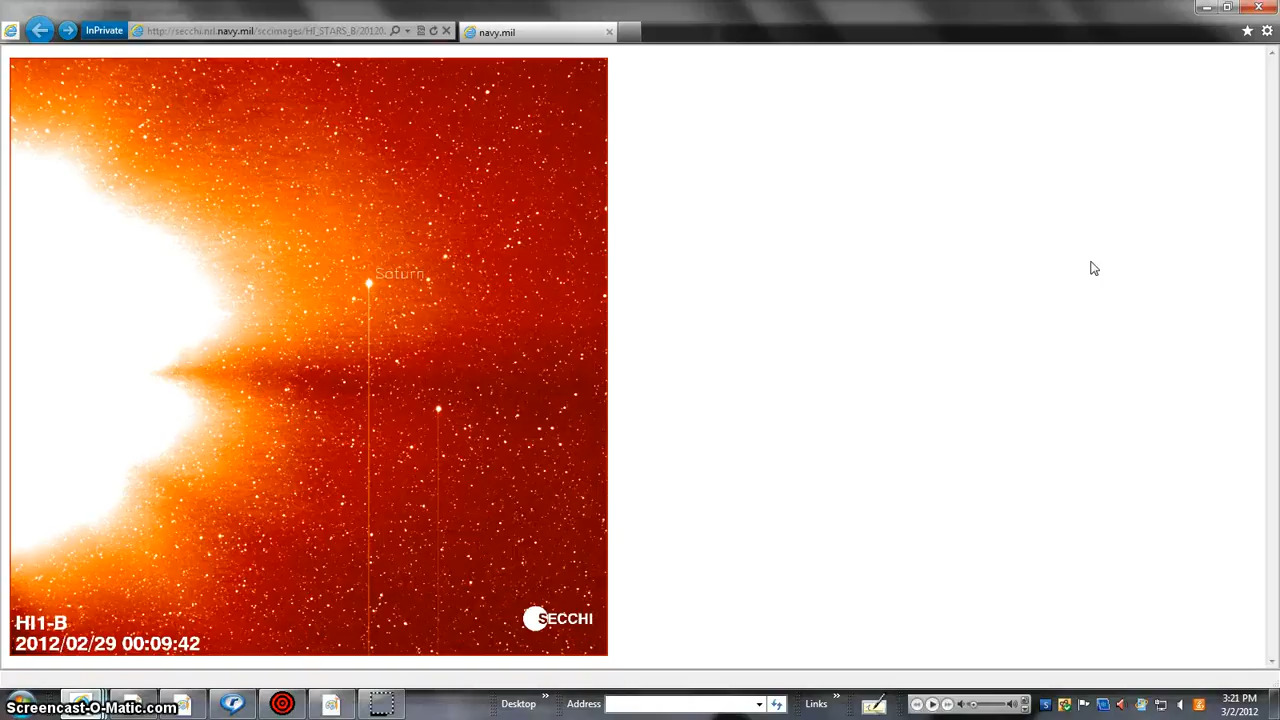 InPrivate
http://secchi.nrl.navy.mil/sccimages/HI_STARS_B/20120
navy.mil
Saturn
HI1-B
2012/02/29 00:09:42
SECCHI
Screencast-O-Matic.com
Desktop
»
Address
Links
»
3:21 PM
3/2/2012